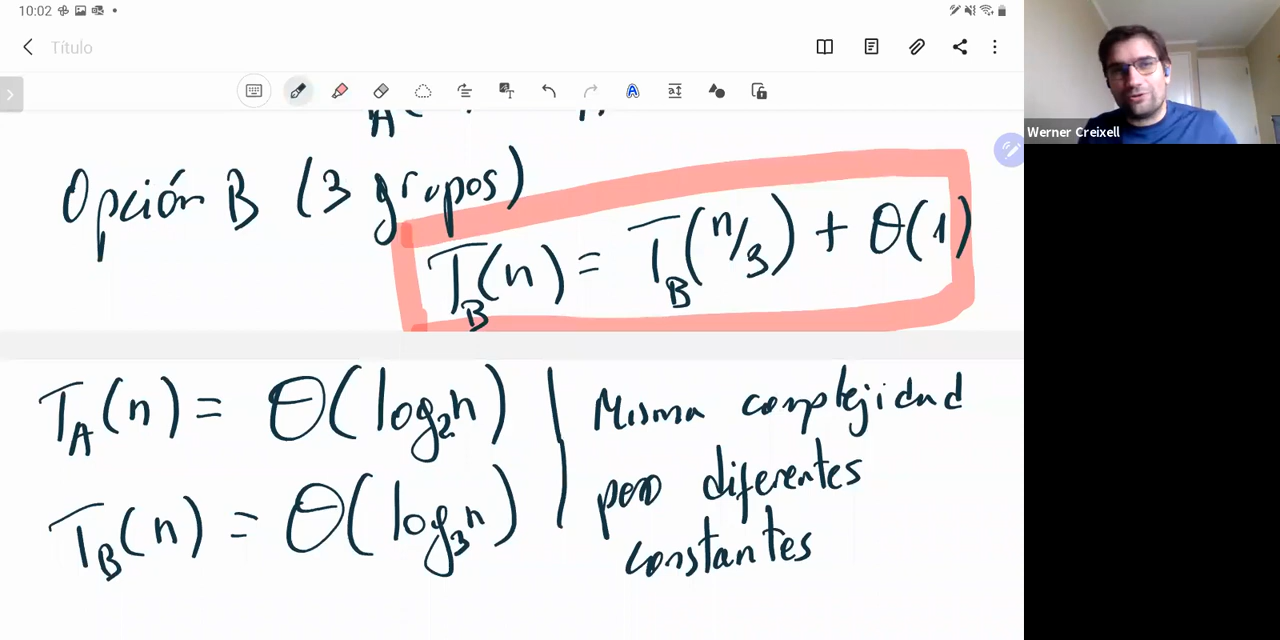 10:02
Título
Werner Creixell
Opción B (3 grupos)
T_B(n) = T_B(n/3) + Θ(1)
T_A(n) = Θ(log₂n) | Misma complejidad
pero diferentes
T_B(n) = Θ(log₃n)
constantes